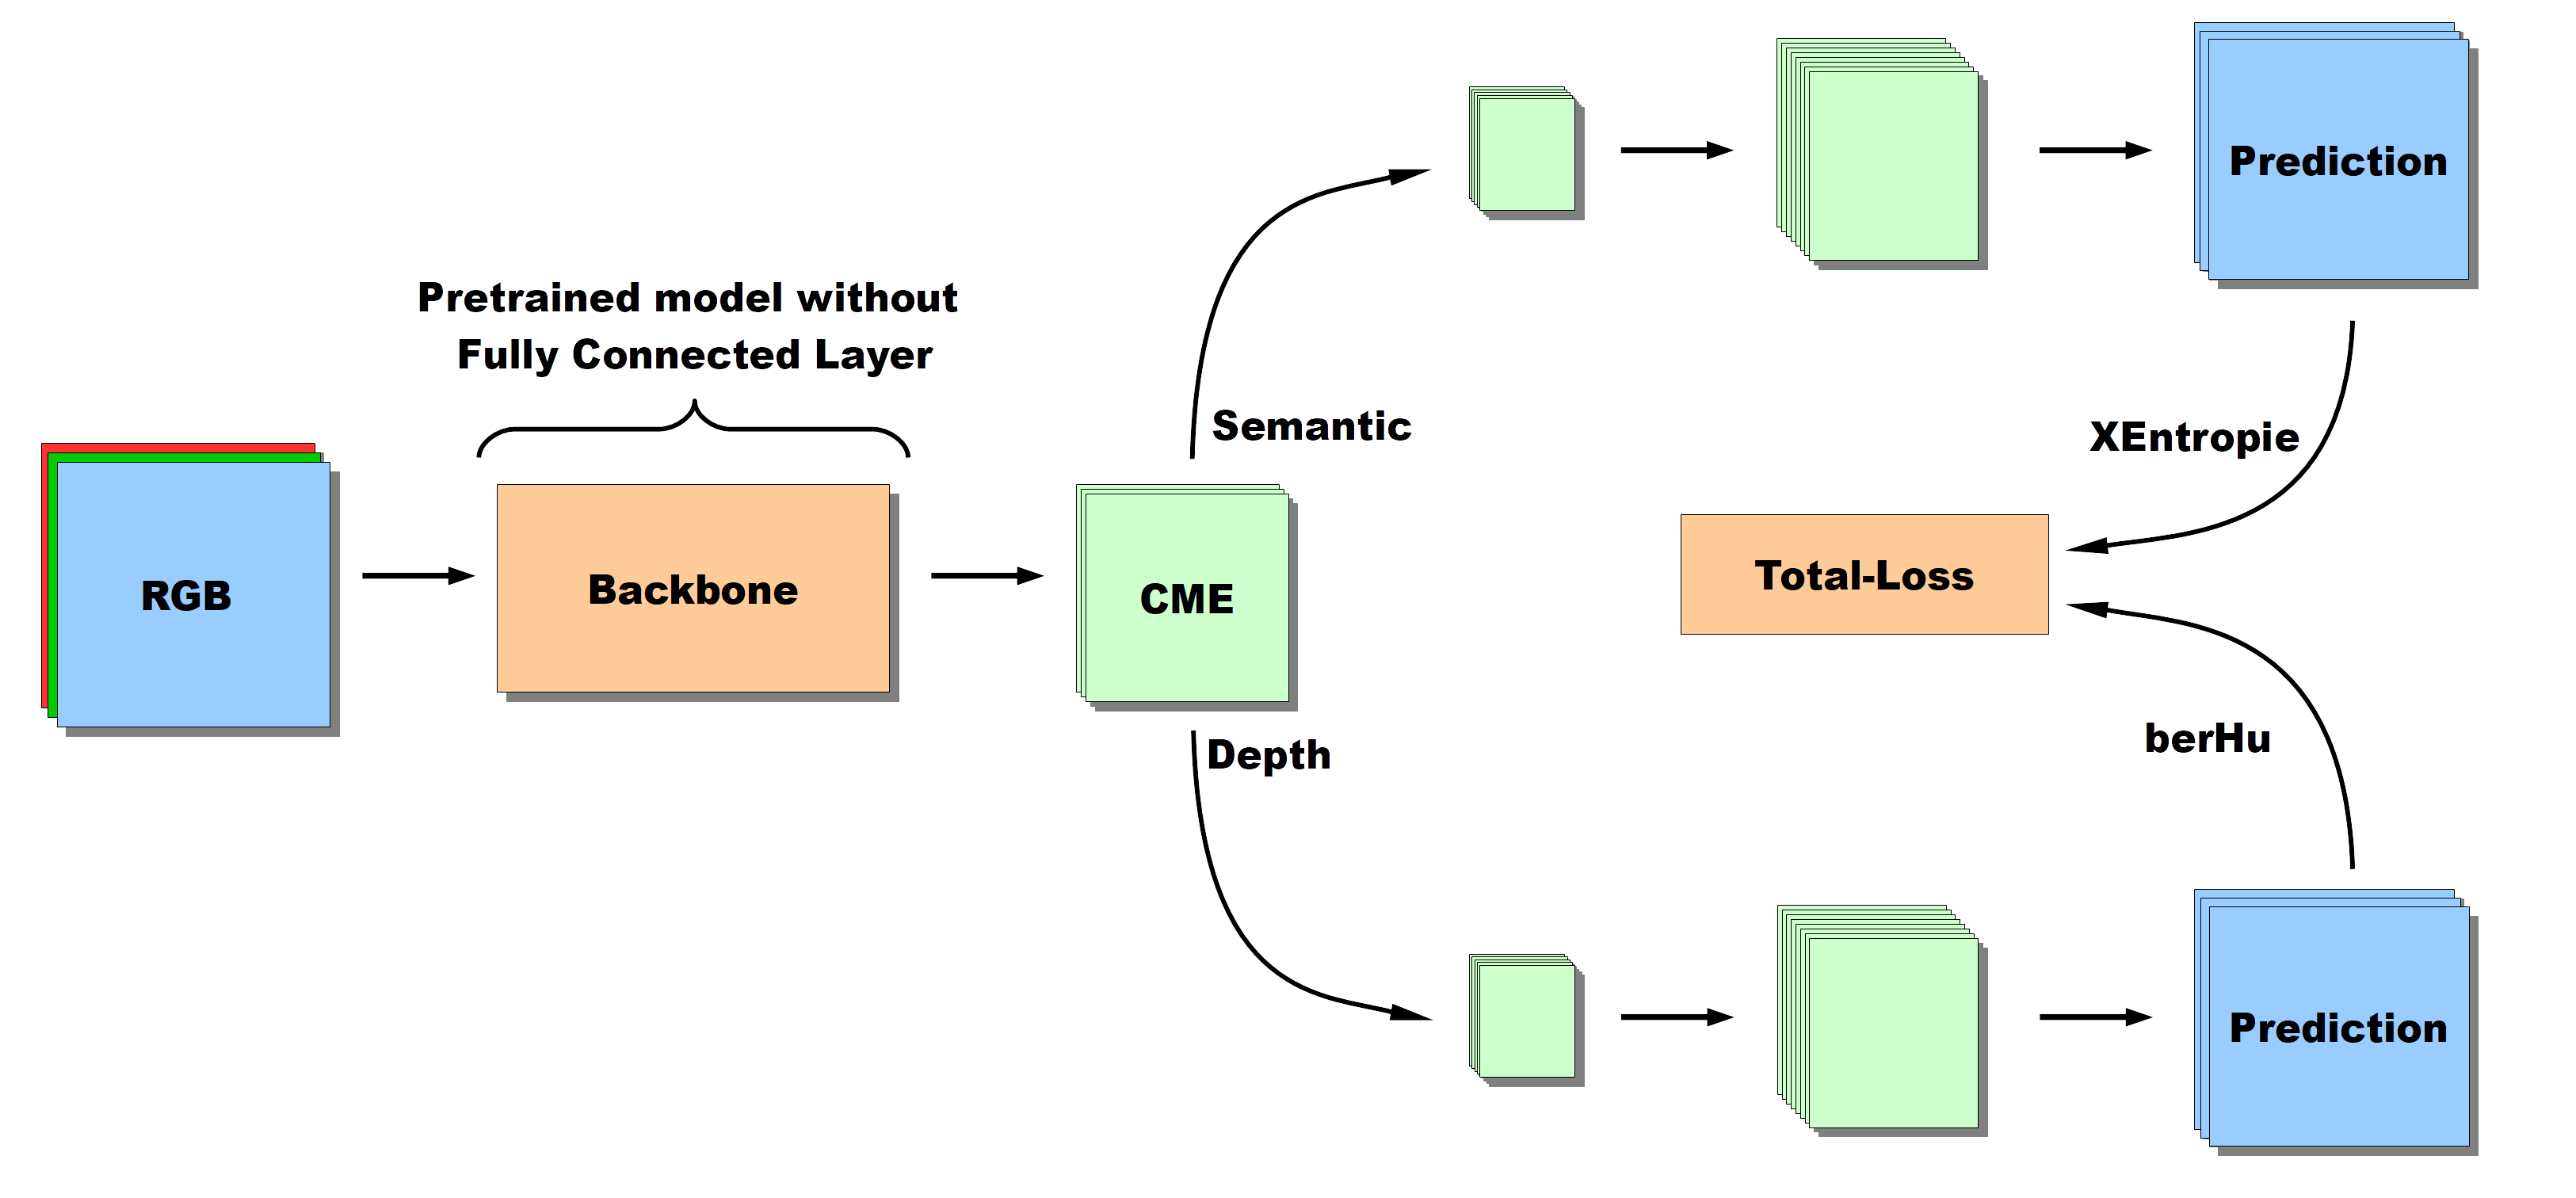 Prediction
Pretrained model without
Fully Connected Layer
Semantic
XEntropie
RGB
Backbone
CME
Total-Loss
Depth
berHu
Prediction